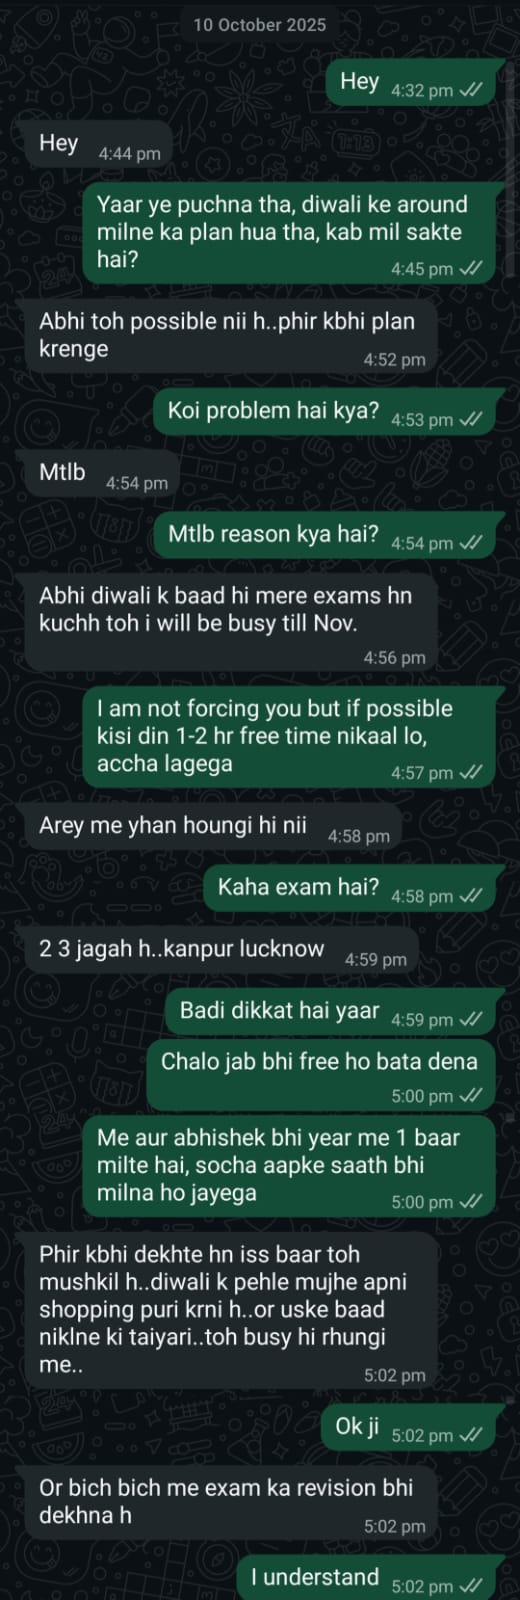 10 October 2025
Hey 4:32 pm
Hey 4:44 pm
Yaar ye puchna tha, diwali ke around
milne ka plan hua tha, kab mil sakte
hai? 4:45 pm
Abhi toh possible nii h..phir kbhi plan
krenge 4:52 pm
Koi problem hai kya? 4:53 pm
Mtlb 4:54 pm
Mtlb reason kya hai? 4:54 pm
Abhi diwali k baad hi mere exams hn
kuchh toh i will be busy till Nov.
4:56 pm
I am not forcing you but if possible
kisi din 1-2 hr free time nikaal lo,
accha lagega 4:57 pm
Arey me yhan houngi hi nii 4:58 pm
Kaha exam hai? 4:58 pm
2 3 jagah h..kanpur lucknow 4:59 pm
Badi dikkat hai yaar 4:59 pm
Chalo jab bhi free ho bata dena
5:00 pm
Me aur abhishek bhi year me 1 baar
milte hai, socha aapke saath bhi
milna ho jayega 5:00 pm
Phir kbhi dekhte hn iss baar toh
mushkil h..diwali k pehle mujhe apni
shopping puri krni h..or uske baad
niklne ki taiyari..toh busy hi rhungi
me.. 5:02 pm
Ok ji 5:02 pm
Or bich bich me exam ka revision bhi
dekhna h 5:02 pm
I understand 5:02 pm